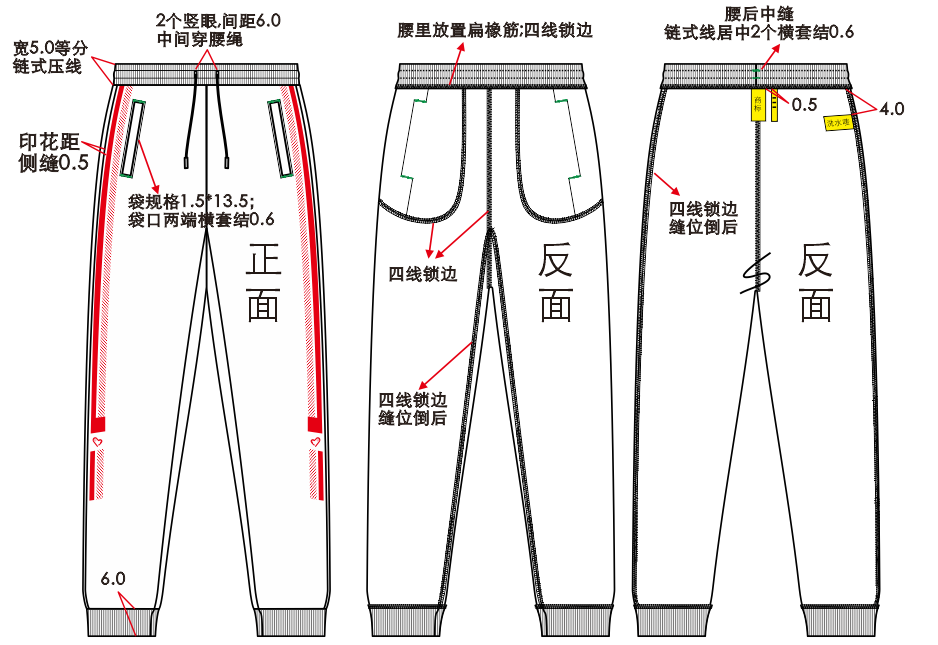 宽5.0等分
链式压线
2个竖眼,间距6.0
中间穿腰绳
印花距
侧缝0.5
袋规格1.5*13.5;
袋口两端横套结0.6
正
面
6.0
腰里放置扁橡筋;四线锁边
四线锁边
反
面
四线锁边
缝位倒后
腰后中缝
链式线居中2个横套结0.6
商
标
0.5
4.0
洗水唛
四线锁边
缝位倒后
反
面